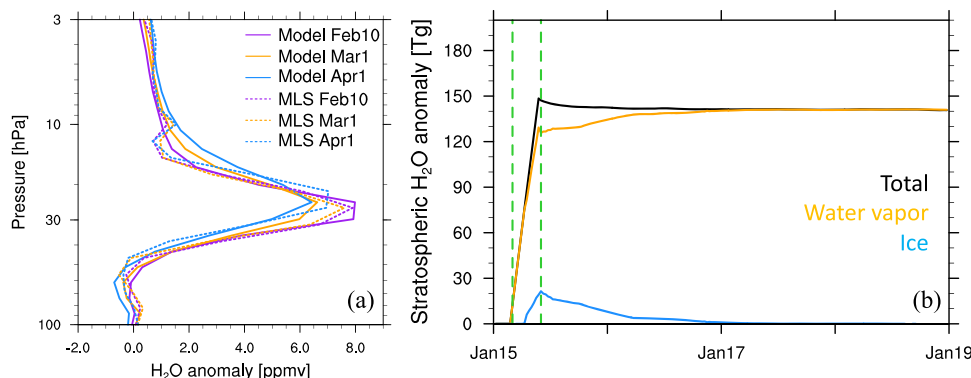 3
10
30
100
Pressure [hPa]
-2.0 0.0 2.0 4.0 6.0 8.0
H₂O anomaly [ppmv]
Model Feb10
Model Mar1
Model Apr1
MLS Feb10
MLS Mar1
MLS Apr1
(a)
Stratospheric H₂O anomaly [Tg]
180
150
120
90
60
30
0
Total
Water vapor
Ice
(b)
Jan15 Jan17 Jan19